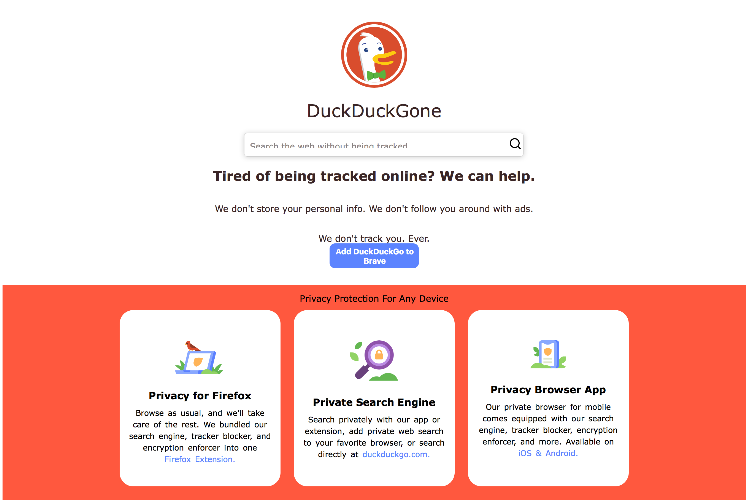 DuckDuckGone
Search the web without being tracked
Tired of being tracked online? We can help.
We don't store your personal info. We don't follow you around with ads.
We don't track you. Ever.
Add DuckDuckGo to
Brave
Privacy Protection For Any Device
Privacy for Firefox
Browse as usual, and we'll take
care of the rest. We bundled our
search engine, tracker blocker, and
encryption enforcer into one
Firefox Extension.
Private Search Engine
Search privately with our app or
extension, add private web search
to your favorite browser, or search
directly at duckduckgo.com.
Privacy Browser App
Our private browser for mobile
comes equipped with our search
engine, tracker blocker, encryption
enforcer, and more. Available on
iOS & Android.